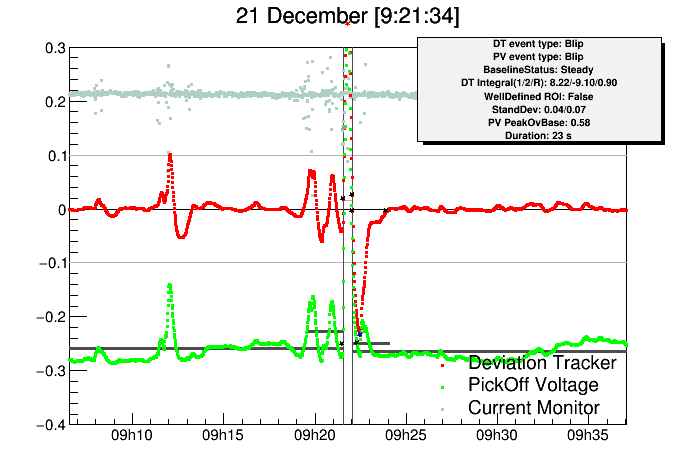 21 December [9:21:34]
DT event type: Blip
PV event type: Blip
BaselineStatus: Steady
DT Integral(1/2/R): 8.22/-9.10/0.90
WellDefined ROI: False
StandDev: 0.04/0.07
PV PeakOvBase: 0.58
Duration: 23 s
0.3
0.2
0.1
0
−0.1
−0.2
−0.3
−0.4
Deviation Tracker
PickOff Voltage
Current Monitor
09h10 09h15 09h20 09h25 09h30 09h35